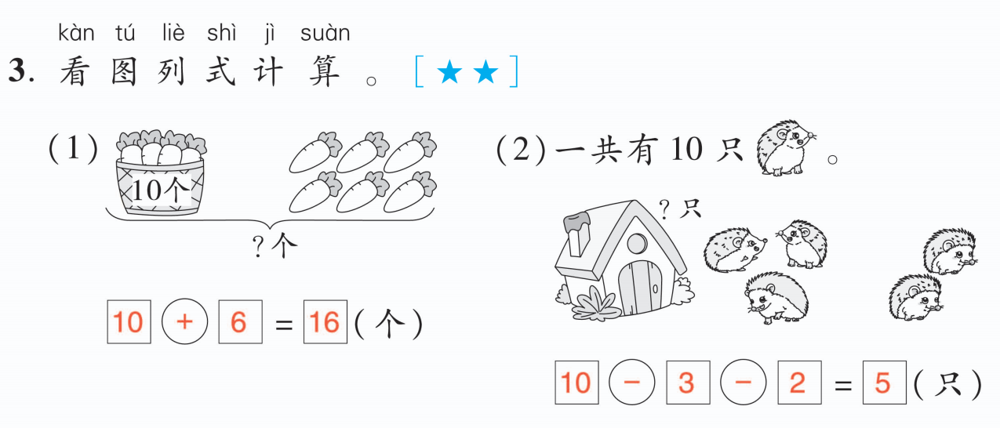 kàn tú liè shì jì suàn
3. 看图列式计算。[★★]
(1)
10个
?个
10 + 6 = 16 (个)
(2) 一共有 10 只 。
?只
10 - 3 - 2 = 5 (只)